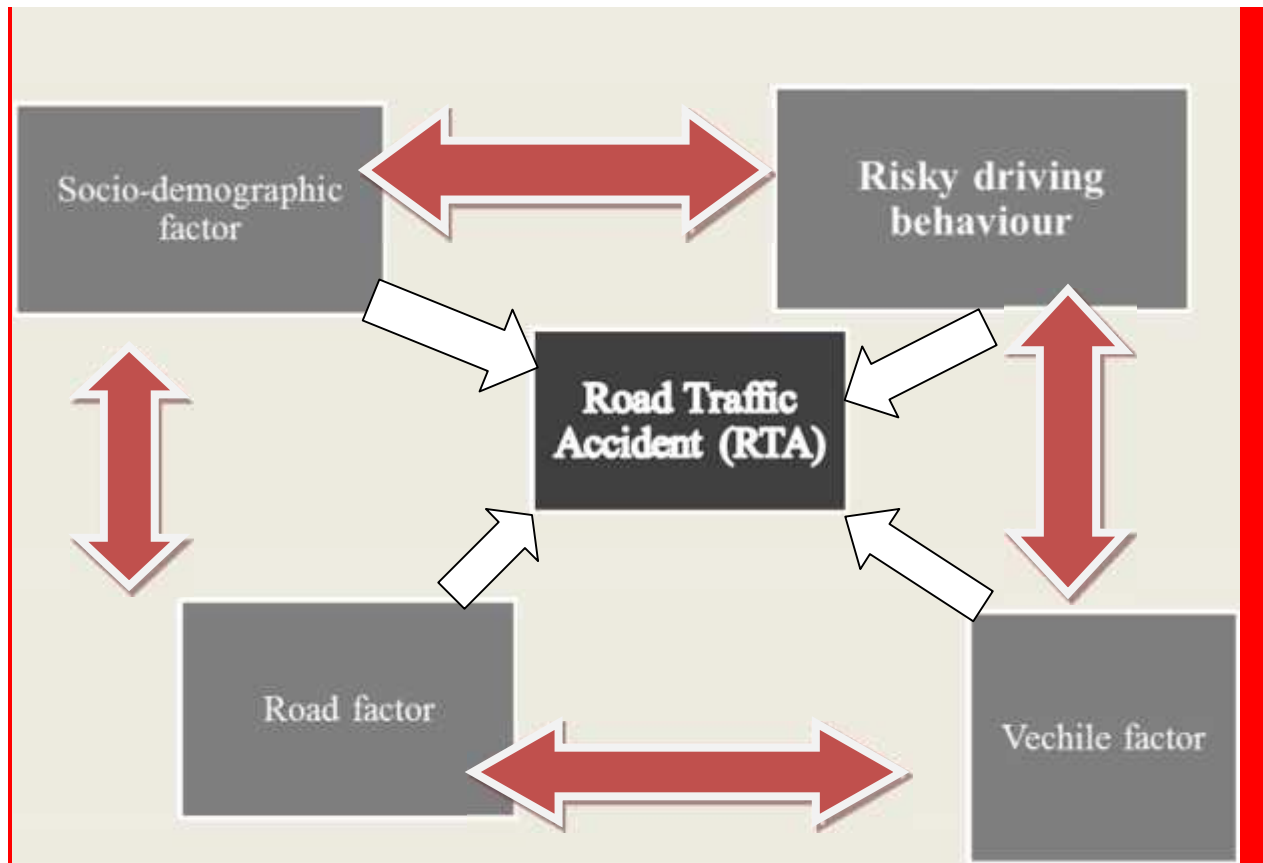 Socio-demographic
factor
Risky driving
behaviour
Road Traffic
Accident (RTA)
Road factor
Vechile factor